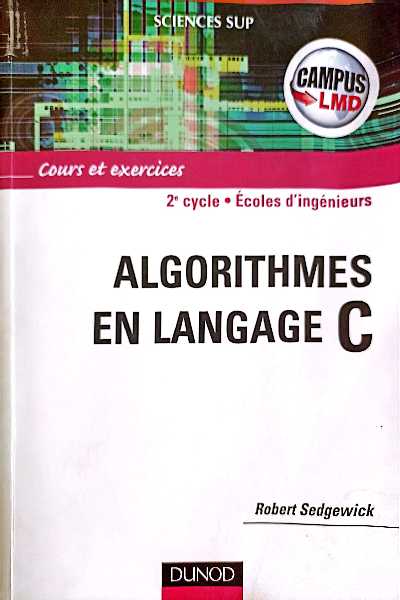 SCIENCES SUP
CAMPUS
LMD
Cours et exercices
2e cycle • Écoles d'ingénieurs
ALGORITHMES
EN LANGAGE C
Robert Sedgewick
DUNOD